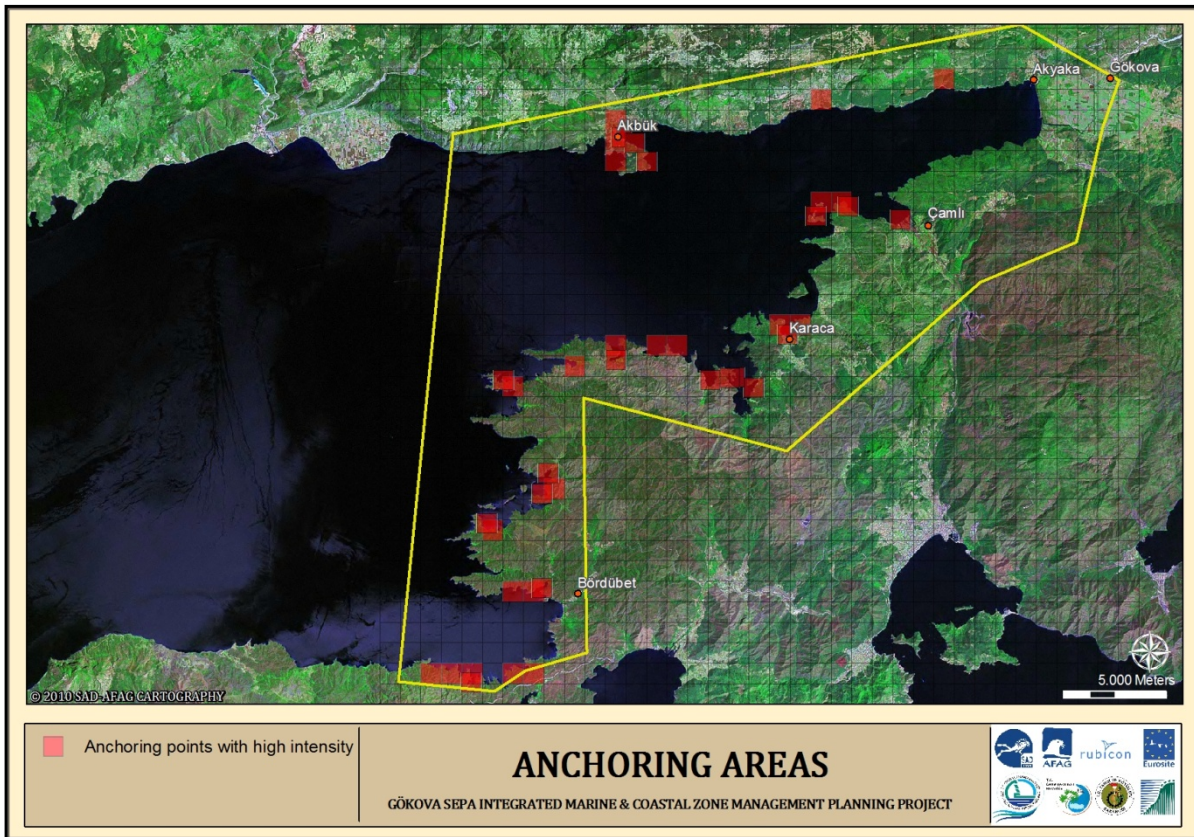 Akyaka
Gökova
Akbük
Çamlı
Karaca
Bördübet
5.000 Meters
© 2010 SAD-AFAG CARTOGRAPHY
Anchoring points with high intensity
ANCHORING AREAS
GÖKOVA SEPA INTEGRATED MARINE & COASTAL ZONE MANAGEMENT PLANNING PROJECT
SAD
AFAG
rubicon
Eurosite